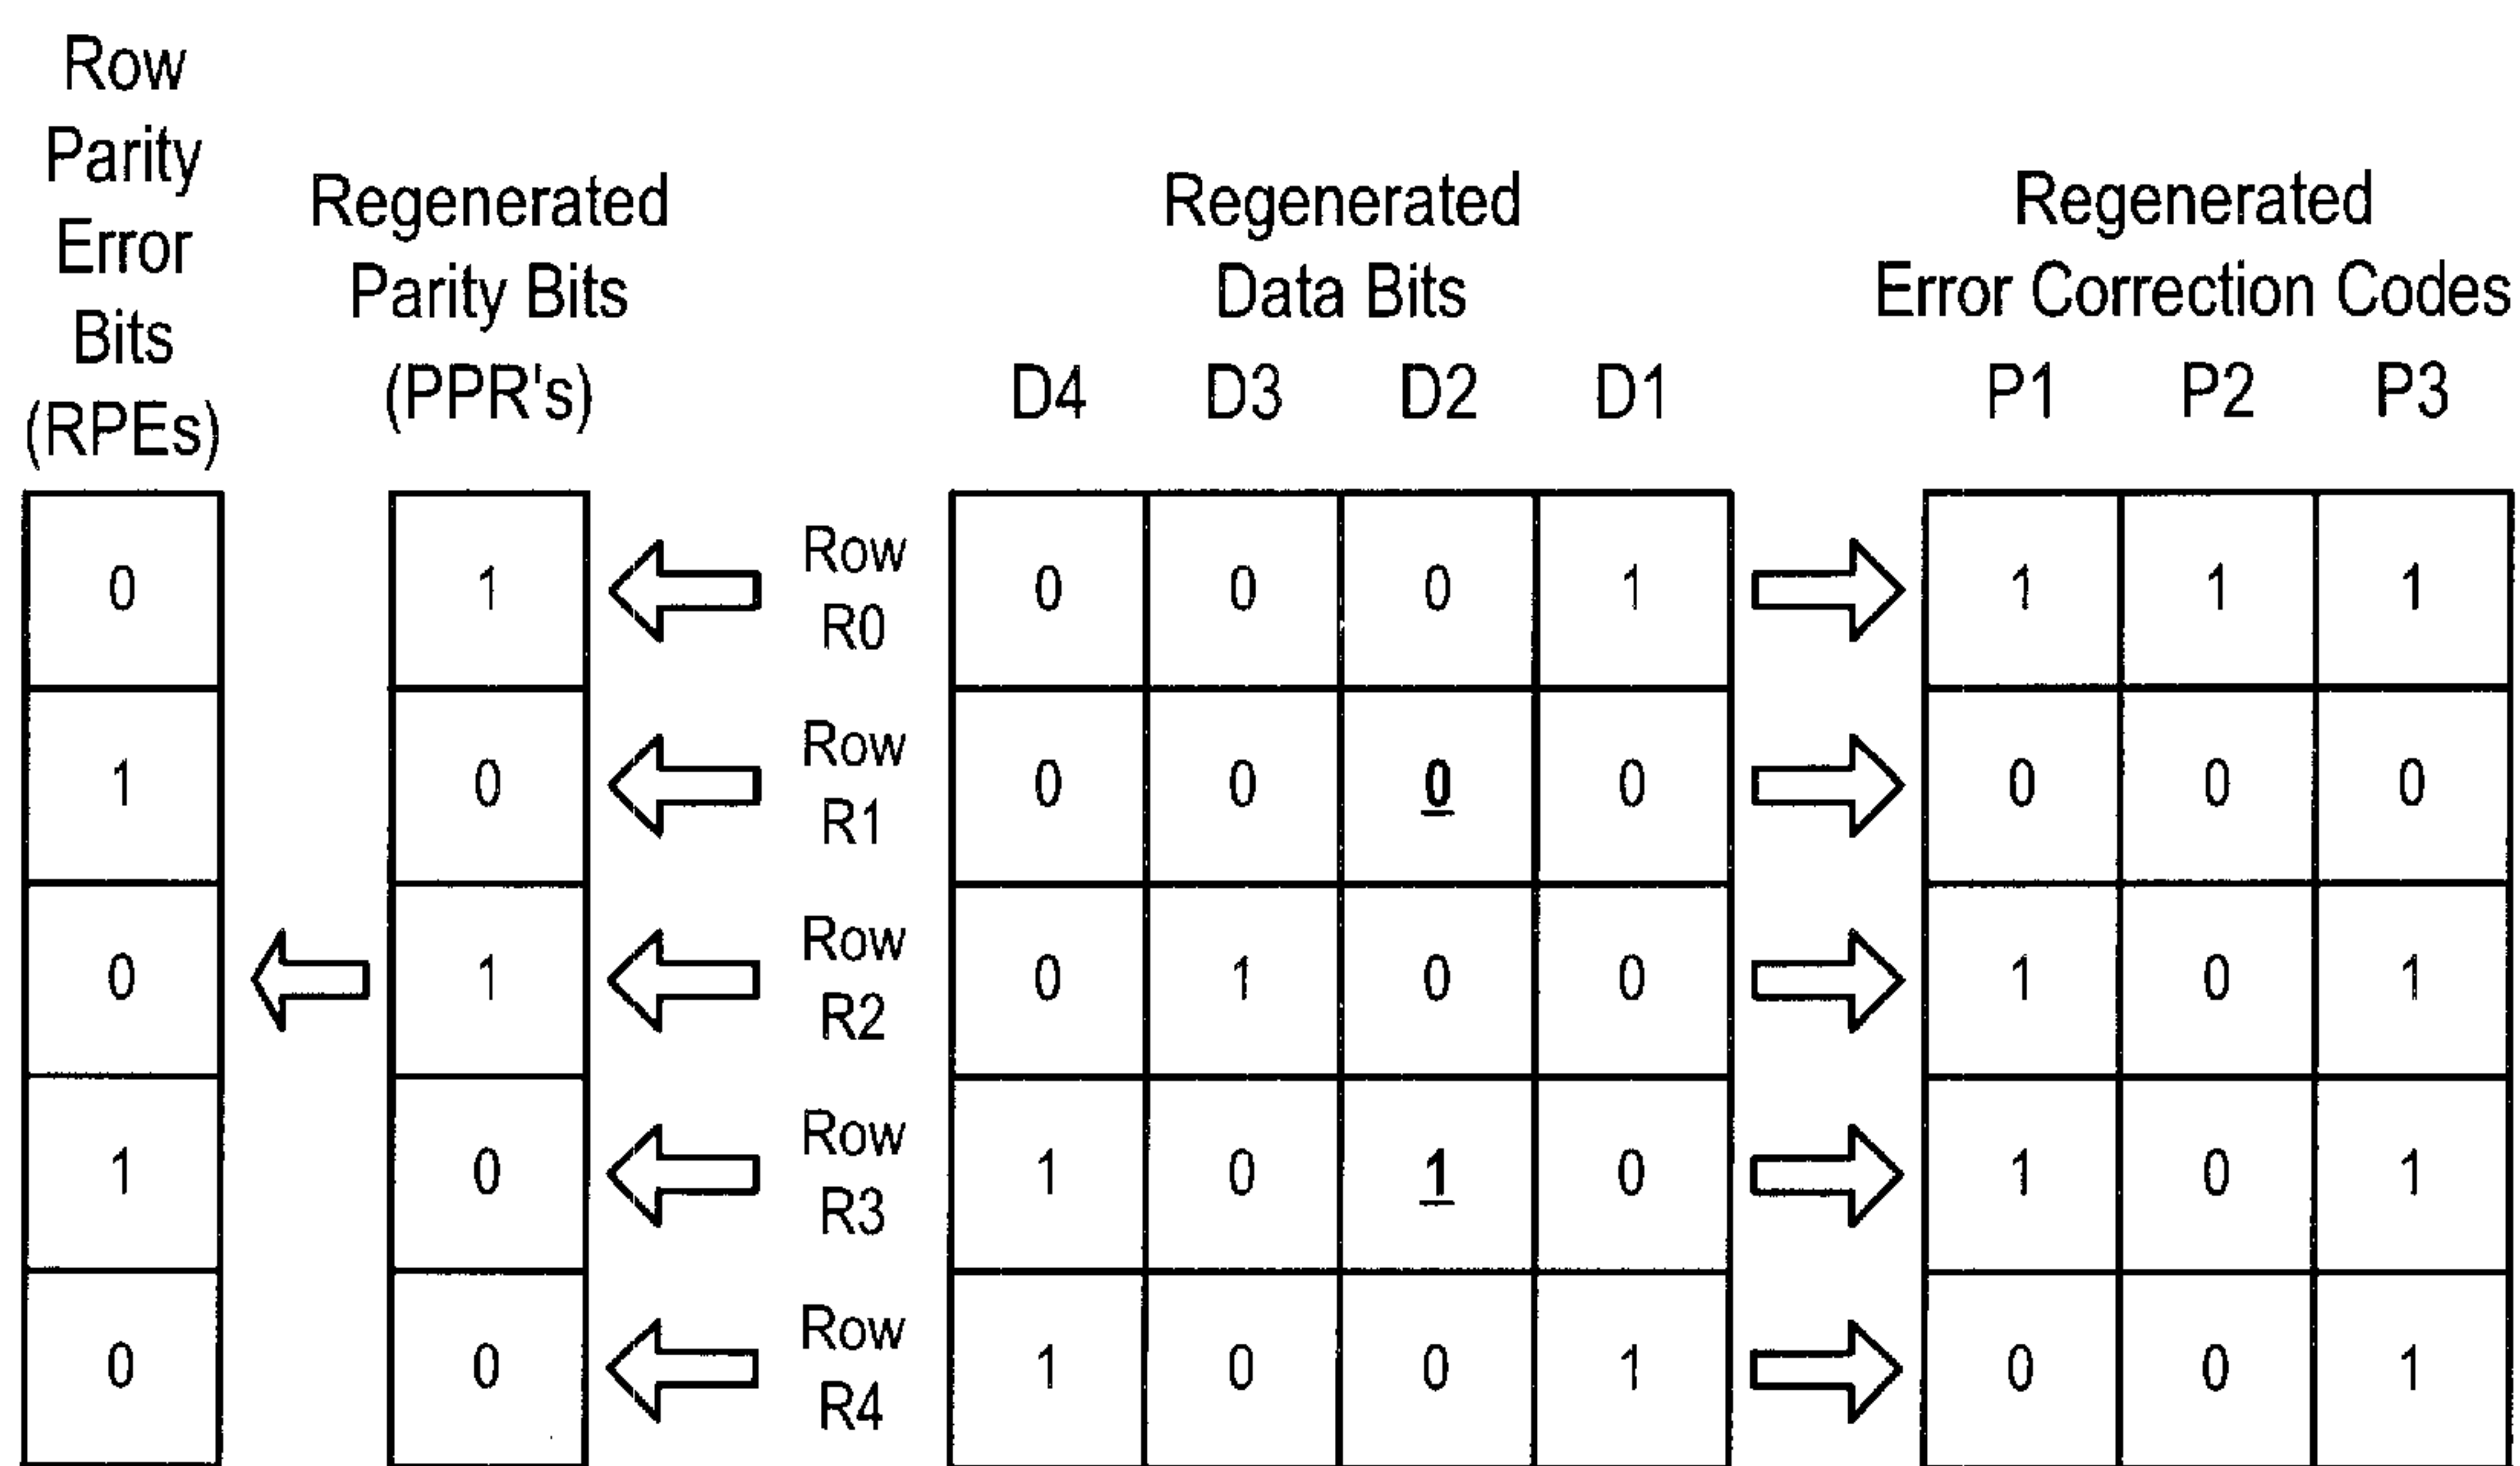 Row
Parity
Error
Bits
(RPEs)
Regenerated
Parity Bits
(PPR's)
Regenerated
Data Bits
D4 D3 D2 D1
Regenerated
Error Correction Codes
P1 P2 P3
0 1 Row R0 0 0 0 1 1 1 1
1 0 Row R1 0 0 0 0 0 0 0
0 1 Row R2 0 1 0 0 1 0 1
1 0 Row R3 1 0 1 0 1 0 1
0 0 Row R4 1 0 0 1 0 0 1